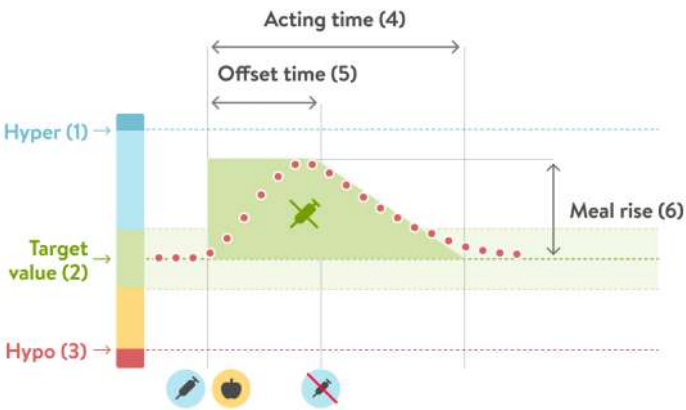 Acting time (4)
Offset time (5)
Hyper (1)
Meal rise (6)
Target
value (2)
Hypo (3)